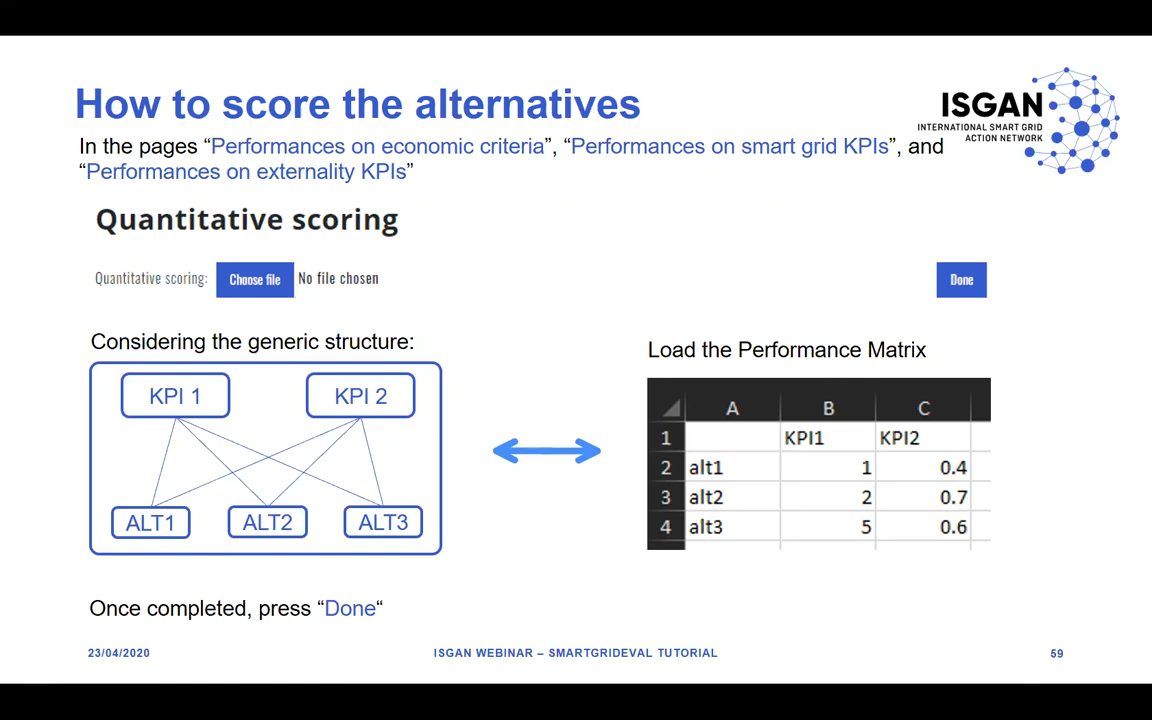 How to score the alternatives
ISGAN
INTERNATIONAL SMART GRID
ACTION NETWORK
In the pages “Performances on economic criteria”, “Performances on smart grid KPIs”, and
“Performances on externality KPIs”
Quantitative scoring
Quantitative scoring: Choose file No file chosen
Done
Considering the generic structure:
KPI 1 KPI 2
ALT1 ALT2 ALT3
Load the Performance Matrix
A B C
1 KPI1 KPI2
2 alt1 1 0.4
3 alt2 2 0.7
4 alt3 5 0.6
Once completed, press “Done“
23/04/2020 ISGAN WEBINAR – SMARTGRIDEVAL TUTORIAL 59